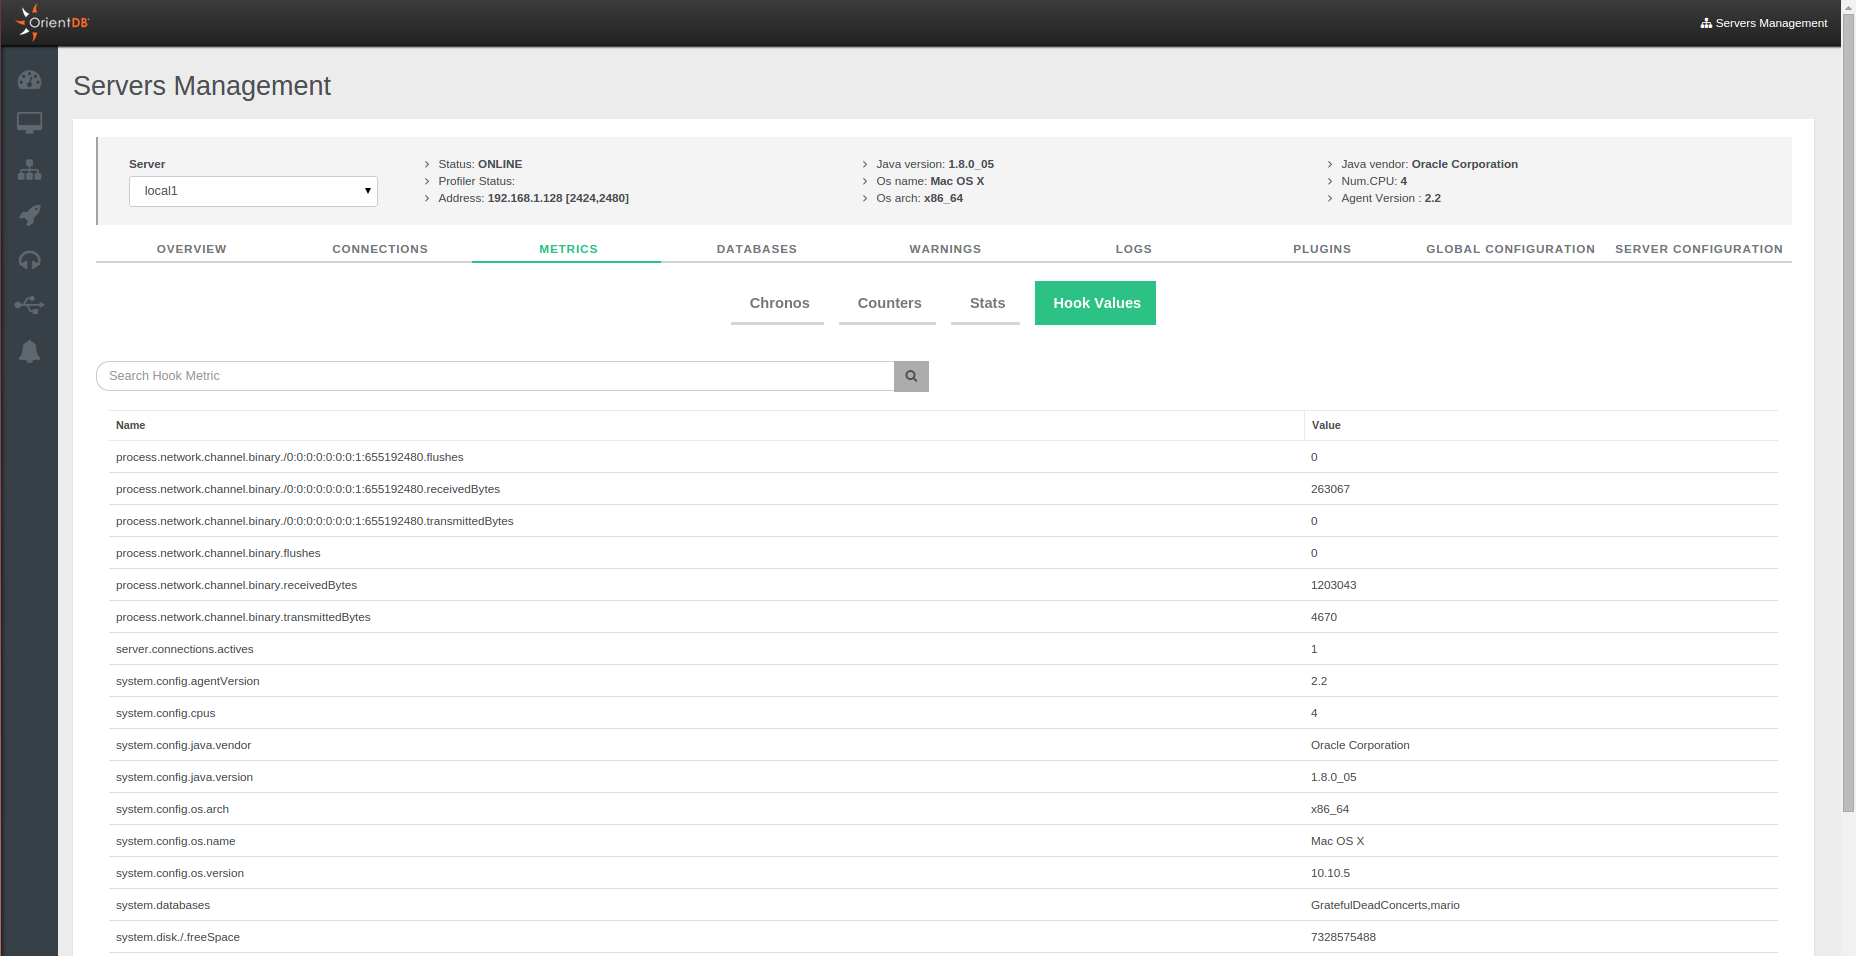 OrientDB
Servers Management
Servers Management
Server
local1
Status: ONLINE
Profiler Status:
Address: 192.168.1.128 [2424,2480]
Java version: 1.8.0_05
Os name: Mac OS X
Os arch: x86_64
Java vendor: Oracle Corporation
Num.CPU: 4
Agent Version : 2.2
OVERVIEW CONNECTIONS METRICS DATABASES WARNINGS LOGS PLUGINS GLOBAL CONFIGURATION SERVER CONFIGURATION
Chronos Counters Stats Hook Values
Search Hook Metric
Name Value
process.network.channel.binary./0:0:0:0:0:0:0:1:655192480.flushes 0
process.network.channel.binary./0:0:0:0:0:0:0:1:655192480.receivedBytes 263067
process.network.channel.binary./0:0:0:0:0:0:0:1:655192480.transmittedBytes 0
process.network.channel.binary.flushes 0
process.network.channel.binary.receivedBytes 1203043
process.network.channel.binary.transmittedBytes 4670
server.connections.actives 1
system.config.agentVersion 2.2
system.config.cpus 4
system.config.java.vendor Oracle Corporation
system.config.java.version 1.8.0_05
system.config.os.arch x86_64
system.config.os.name Mac OS X
system.config.os.version 10.10.5
system.databases GratefulDeadConcerts,mario
system.disk./.freeSpace 7328575488